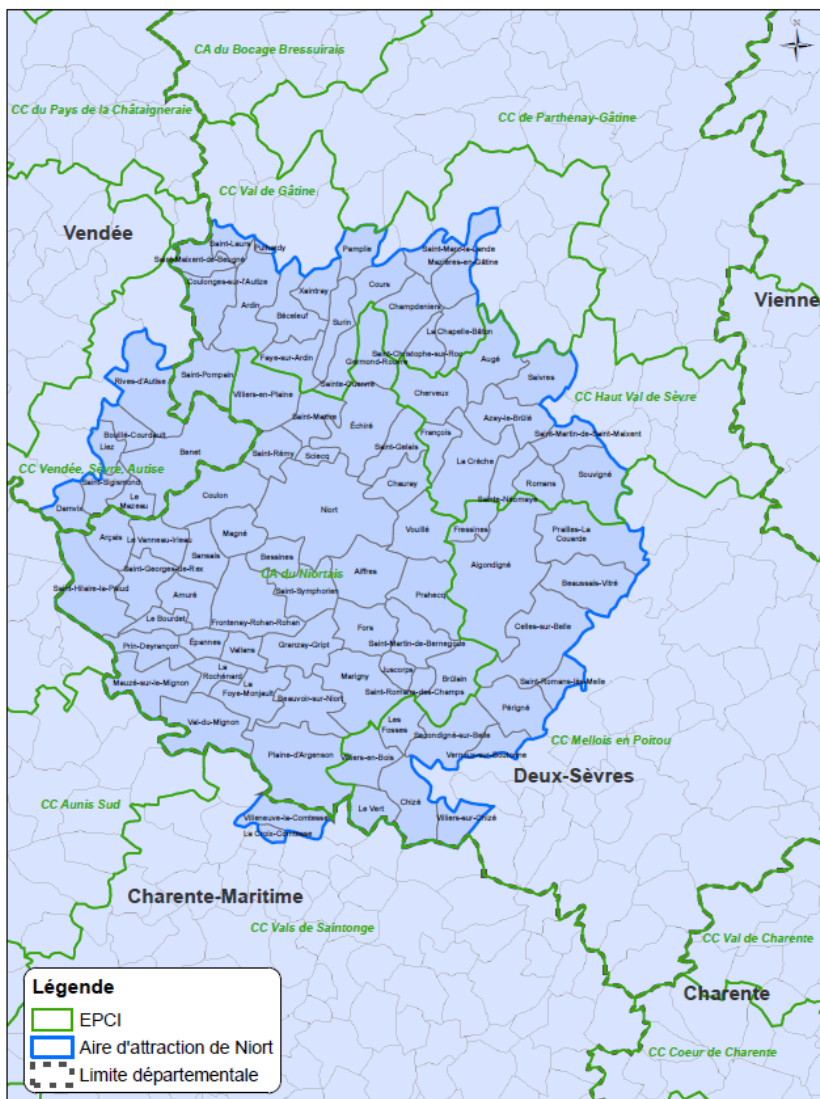 N
CA du Bocage Bressuirais
CC du Pays de la Châtaigneraie
CC de Parthenay-Gâtine
CC Val de Gâtine
Vendée
Saint-Laurs
Puihardy
Pamplie
Saint-Marc-la-Lande
Saint-Maixent-de-Beugné
Mazières-en-Gâtine
Coulonges-sur-l'Autize
Xaintray
Cours
Vienne
Ardin
Béceleuf
Surin
Champdeniers
La Chapelle-Bâton
Faye-sur-Ardin
Saint-Christophe-sur-Roc
Germond-Rouvre
Augé
Rives-d'Autise
Saint-Pompain
Saivres
Sainte-Ouenne
Villiers-en-Plaine
Cherveux
CC Haut Val de Sèvre
Saint-Maxire
Échiré
François
Azay-le-Brûlé
Bouillé-Courdault
Liez
Benet
Saint-Rémy
Sciecq
Saint-Gelais
Saint-Martin-de-Saint-Maixent
CC Vendée, Sèvre, Autise
La Crèche
Souvigné
Saint-Sigismond
Chauray
Romans
Sainte-Néomaye
Le
Mazeau
Coulon
Damvix
Niort
Arçais
Le Vanneau-Irleau
Magné
Vouillé
Fressines
Prailles-La
Couarde
Sansais
Bessines
Aigondigné
Saint-Georges-de-Rex
CA du Niortais
Aiffres
Beaussais-Vitré
Saint-Hilaire-la-Palud
Amuré
Saint-Symphorien
Prahecq
Le Bourdet
Frontenay-Rohan-Rohan
Fors
Celles-sur-Belle
Prin-Deyrançon
Épannes
Vallans
Granzay-Gript
Saint-Martin-de-Bernegoue
La
Rochénard
Marigny
Juscorps
Brûlain
Mauzé-sur-le-Mignon
La
Foye-Monjault
Beauvoir-sur-Niort
Saint-Romans-des-Champs
Saint-Romans-lès-Melle
Périgné
Val-du-Mignon
Les
Fosses
Secondigné-sur-Belle
CC Mellois en Poitou
Plaine-d'Argenson
Villiers-en-Bois
Vernoux-sur-Boutonne
Deux-Sèvres
CC Aunis Sud
Villeneuve-la-Comtesse
Le Vert
Chizé
Villiers-sur-Chizé
La Croix-Comtesse
Charente-Maritime
CC Vals de Saintonge
CC Val de Charente
Charente
CC Coeur de Charente
Légende
EPCI
Aire d'attraction de Niort
Limite départementale